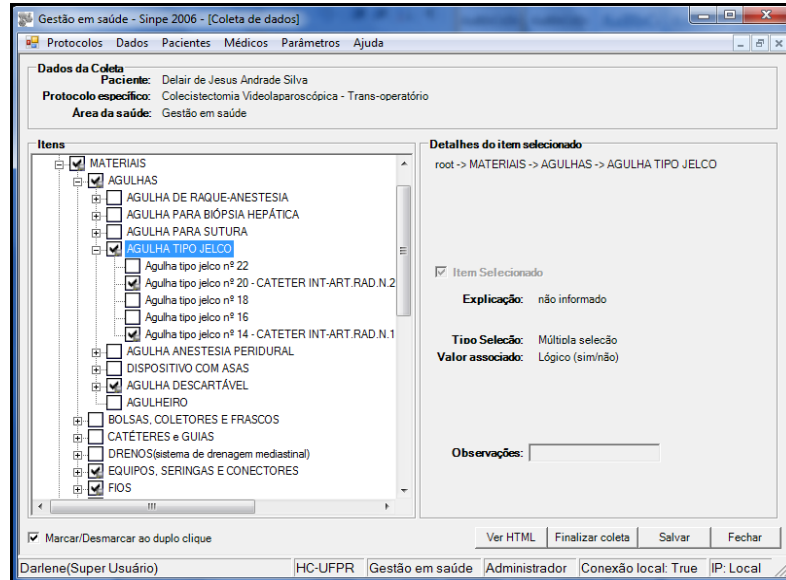 Gestão em saúde - Sinpe 2006 - [Coleta de dados]
Protocolos Dados Pacientes Médicos Parâmetros Ajuda
Dados da Coleta
Paciente: Delair de Jesus Andrade Silva
Protocolo específico: Colecistectomia Videolaparoscópica - Trans-operatório
Área da saúde: Gestão em saúde
Itens
MATERIAIS
AGULHAS
AGULHA DE RAQUE-ANESTESIA
AGULHA PARA BIÓPSIA HEPÁTICA
AGULHA PARA SUTURA
AGULHA TIPO JELCO
Agulha tipo jelco nº 22
Agulha tipo jelco nº 20 - CATETER INT-ART.RAD.N.2
Agulha tipo jelco nº 18
Agulha tipo jelco nº 16
Agulha tipo jelco nº 14 - CATETER INT-ART.RAD.N.1
AGULHA ANESTESIA PERIDURAL
DISPOSITIVO COM ASAS
AGULHA DESCARTÁVEL
AGULHEIRO
BOLSAS, COLETORES E FRASCOS
CATÉTERES e GUIAS
DRENOS(sistema de drenagem mediastinal)
EQUIPOS, SERINGAS E CONECTORES
FIOS
Detalhes do item selecionado
root -> MATERIAIS -> AGULHAS -> AGULHA TIPO JELCO
Item Selecionado
Explicação: não informado
Tipo Selecão: Múltipla selecão
Valor associado: Lógico (sim/não)
Observações:
Marcar/Desmarcar ao duplo clique
Ver HTML Finalizar coleta Salvar Fechar
Darlene(Super Usuário) HC-UFPR Gestão em saúde Administrador Conexão local: True IP: Local